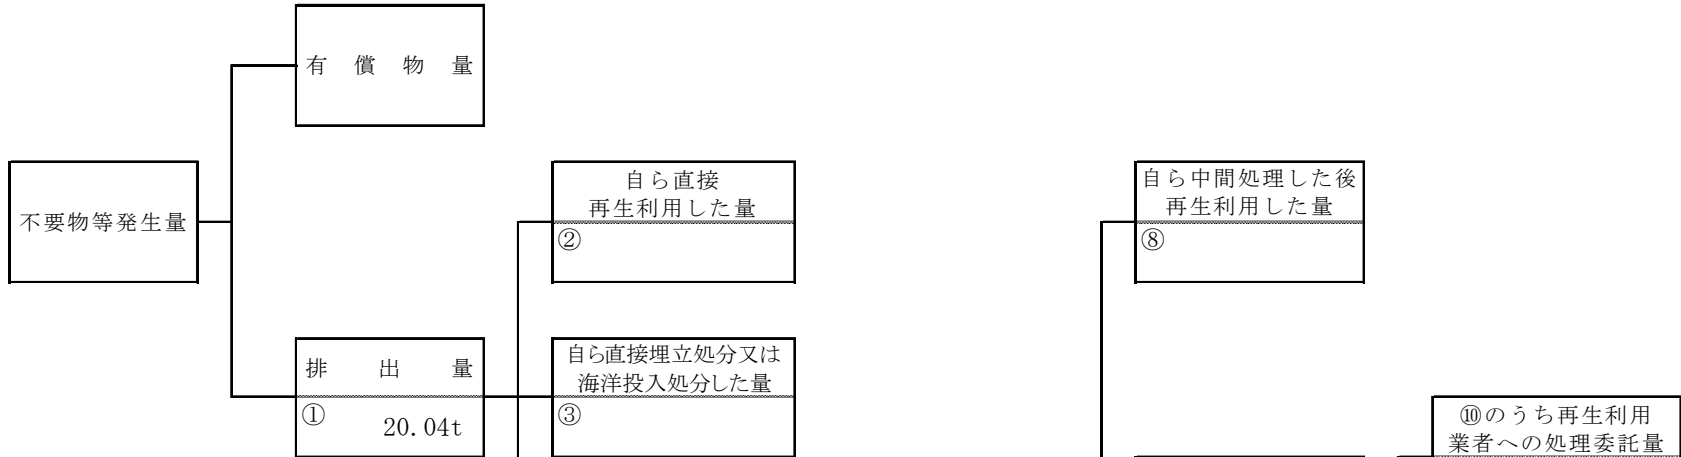 有償物量
不要物等発生量
自ら直接
再生利用した量
②
自ら中間処理した後
再生利用した量
⑧
排出量
①
20.04t
自ら直接埋立処分又は
海洋投入処分した量
③
⑩のうち再生利用
業者への処理委託量